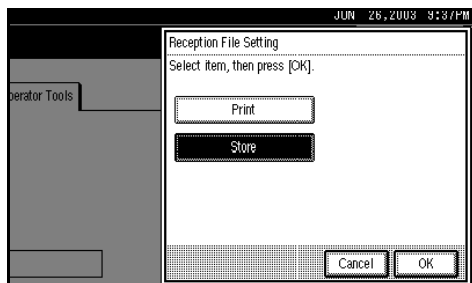 JUN 26,2003 9:37PM
Reception File Setting
Select item, then press [OK].
perator Tools
Print
Store
Cancel OK